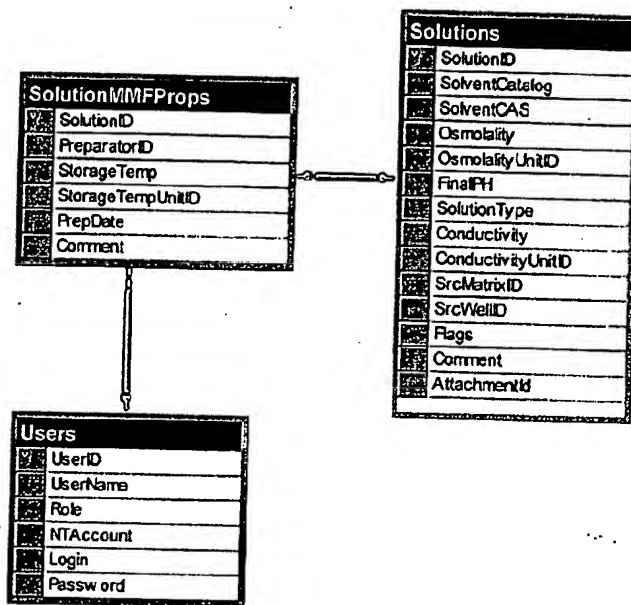 SolutionMMFProps
SolutionID
PreparatorID
StorageTemp
StorageTempUnitID
PrepDate
Comment
Solutions
SolutionID
SolventCatalog
SolventCAS
Osmolality
OsmolalityUnitID
FinalPH
SolutionType
Conductivity
ConductivityUnitID
SrcMatrixID
SrcWellID
Flags
Comment
AttachmentId
Users
UserID
UserName
Role
NTAccount
Login
Password